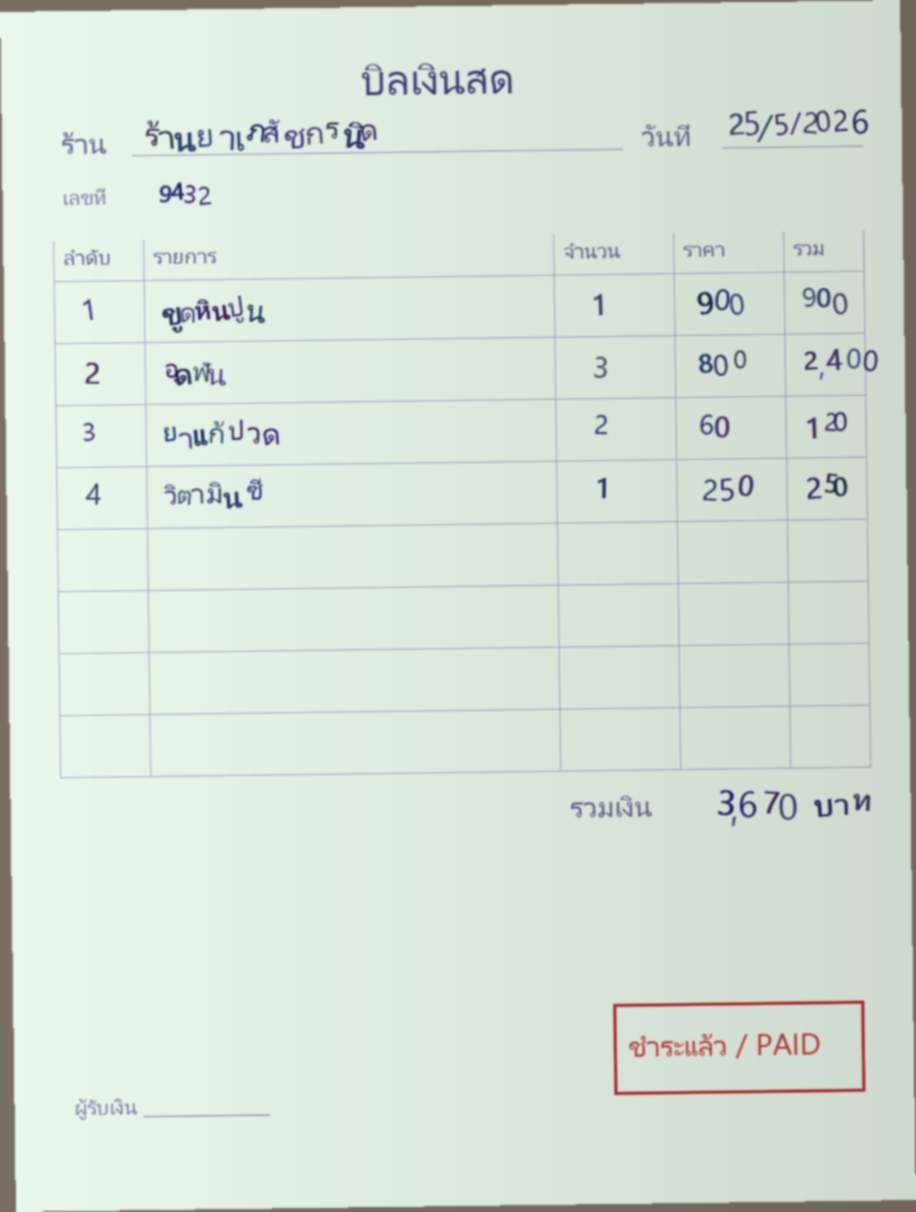 บิลเงินสด
ร้าน ร้านยาเภสัชกรนิด วันที่ 25/5/2026
เลขที่ 9432
ลำดับ รายการ จำนวน ราคา รวม
1 ขูดหินปูน 1 900 900
2 อุดฟัน 3 800 2,400
3 ยาแก้ปวด 2 60 120
4 วิตามินซี 1 250 250
รวมเงิน 3,670 บาท
ชำระแล้ว / PAID
ผู้รับเงิน